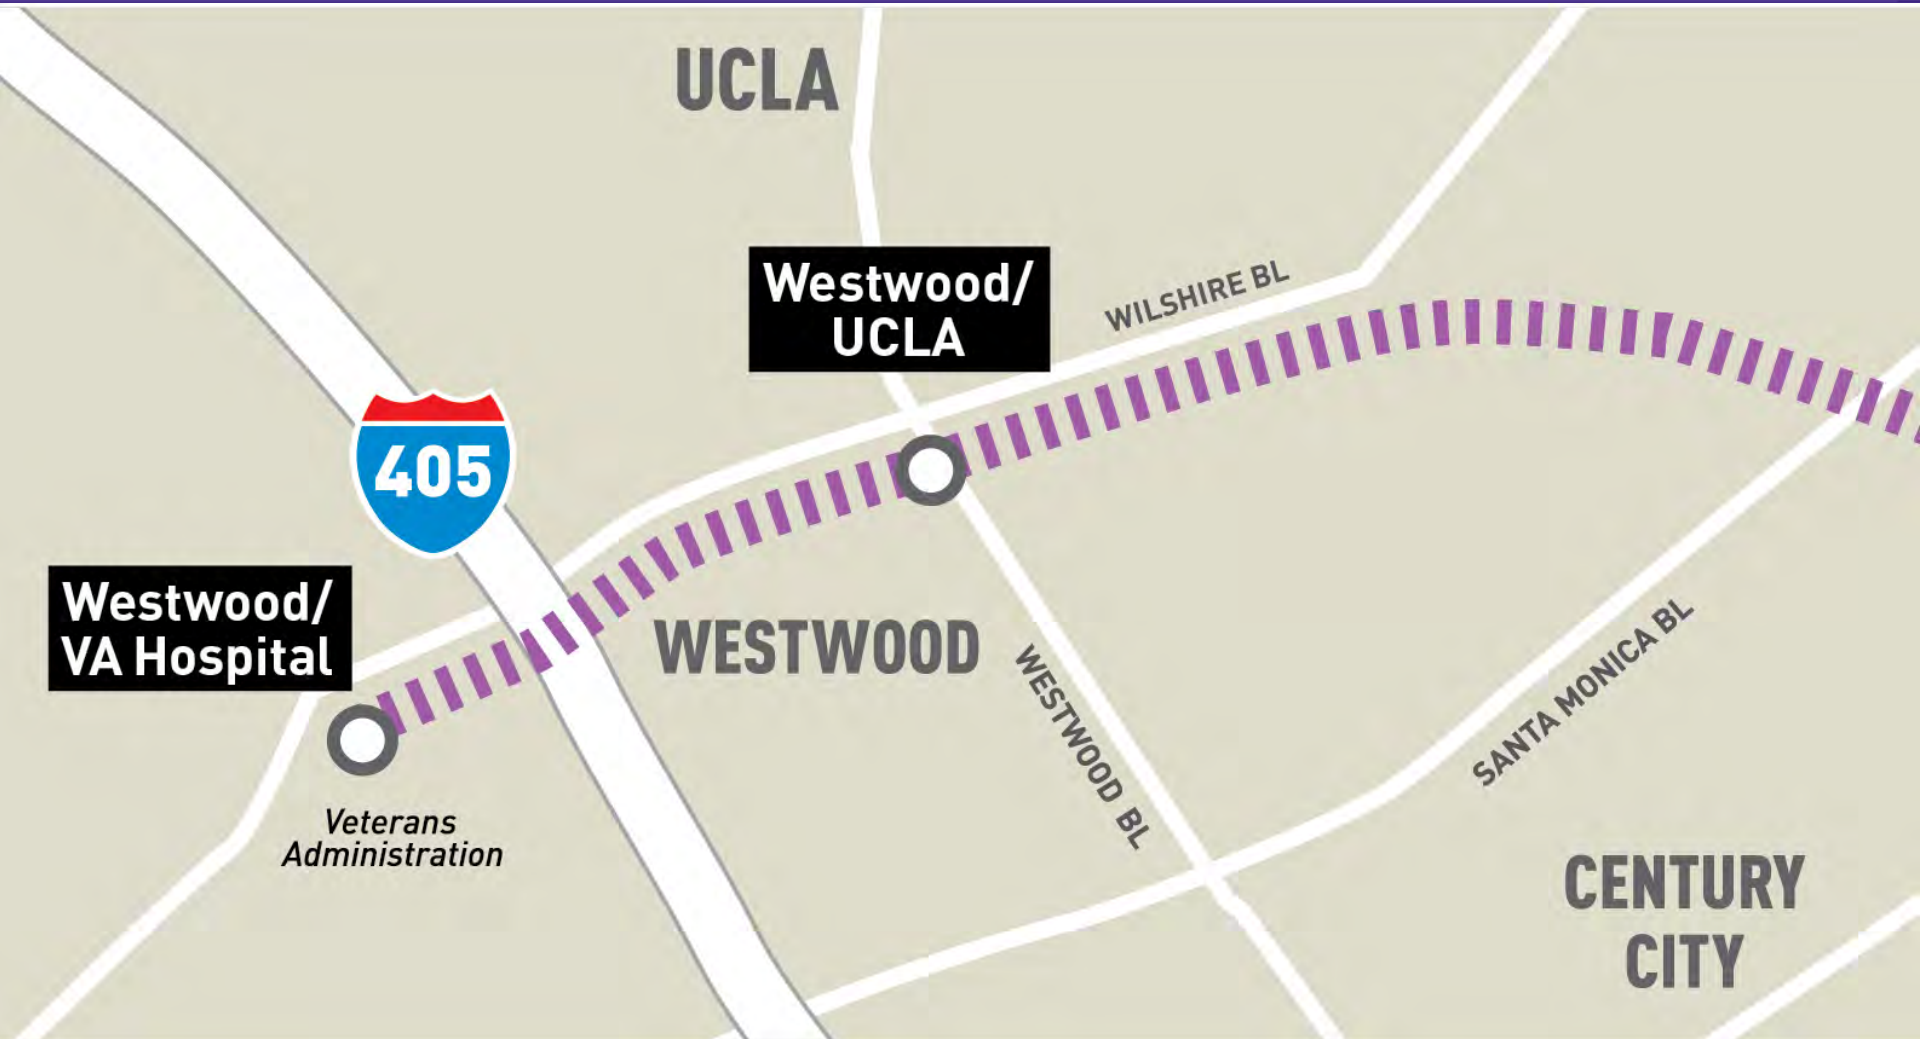 UCLA
Westwood/
UCLA
WILSHIRE BL
405
Westwood/
VA Hospital
WESTWOOD
WESTWOOD BL
SANTA MONICA BL
Veterans
Administration
CENTURY
CITY